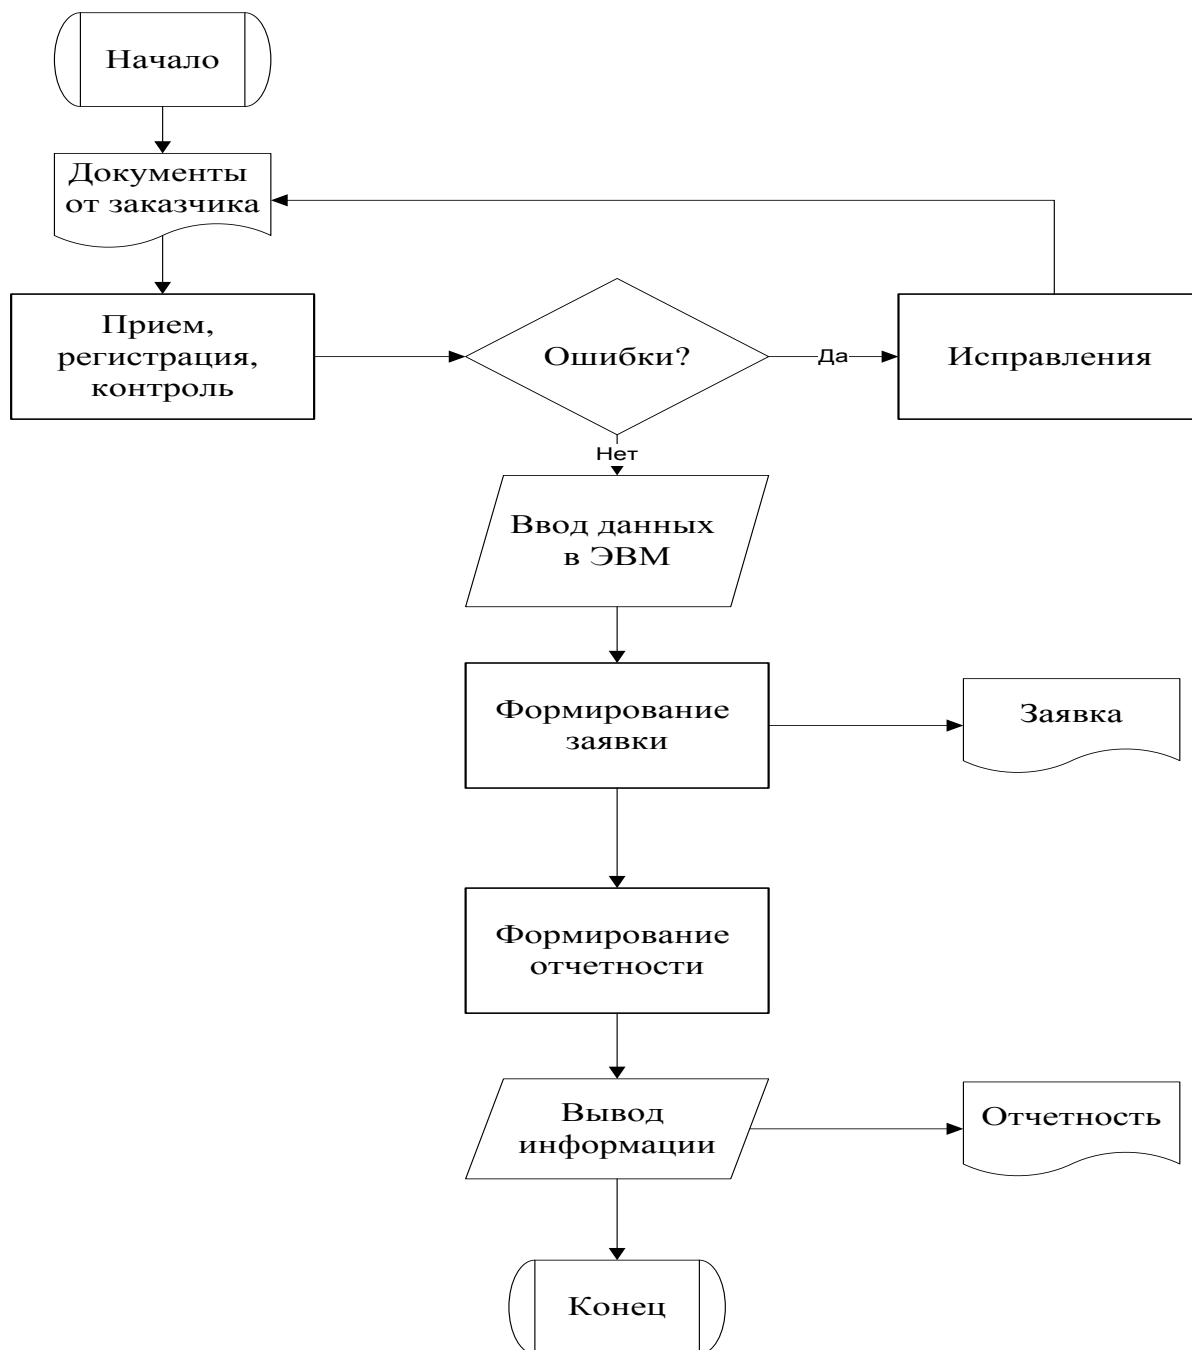 Начало
Документы
от заказчика
Прием,
регистрация,
контроль
Ошибки?
Да
Исправления
Нет
Ввод данных
в ЭВМ
Формирование
заявки
Заявка
Формирование
отчетности
Вывод
информации
Отчетность
Конец